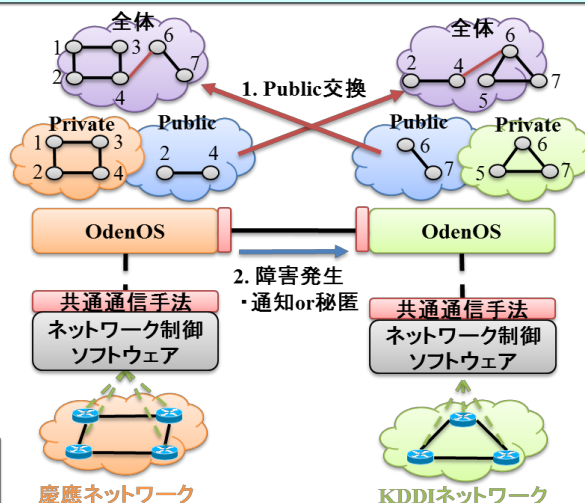 全体
全体
1
3
6
2
4
7
6
2
4
5
7
1. Public交換
Private
Public
Public
Private
1
3
2
4
2
4
6
7
6
5
7
OdenOS
OdenOS
2. 障害発生
・通知or秘匿
共通通信手法
共通通信手法
ネットワーク制御
ソフトウェア
ネットワーク制御
ソフトウェア
慶應ネットワーク
KDDIネットワーク